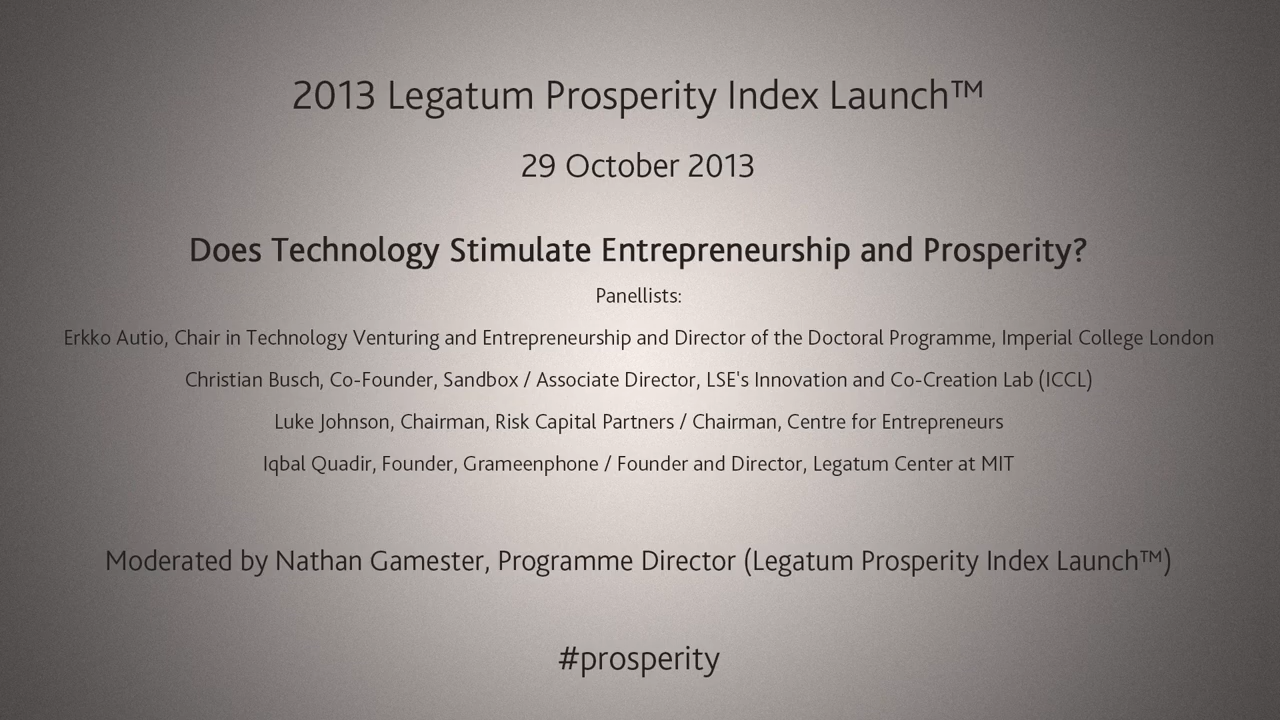 2013 Legatum Prosperity Index Launch™
29 October 2013
Does Technology Stimulate Entrepreneurship and Prosperity?
Panellists:
Erkko Autio, Chair in Technology Venturing and Entrepreneurship and Director of the Doctoral Programme, Imperial College London
Christian Busch, Co-Founder, Sandbox / Associate Director, LSE's Innovation and Co-Creation Lab (ICCL)
Luke Johnson, Chairman, Risk Capital Partners / Chairman, Centre for Entrepreneurs
Iqbal Quadir, Founder, Grameenphone / Founder and Director, Legatum Center at MIT
Moderated by Nathan Gamester, Programme Director (Legatum Prosperity Index Launch™)
#prosperity